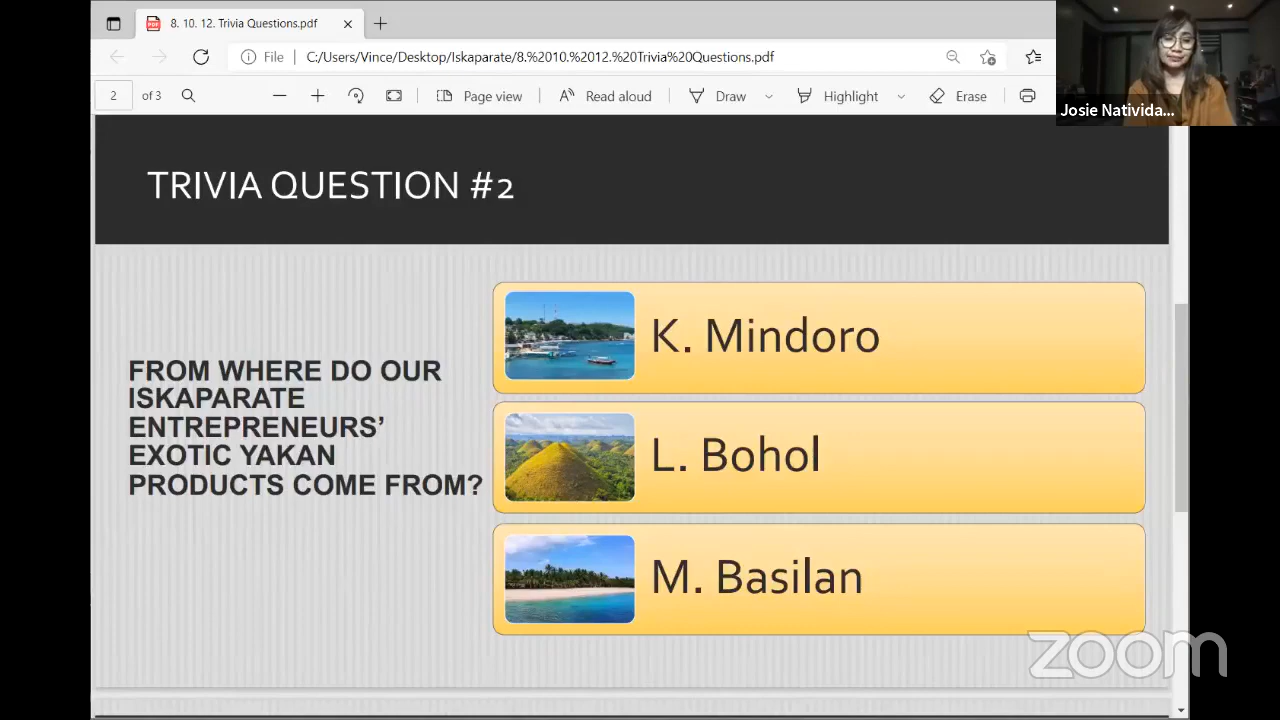 8. 10. 12. Trivia Questions.pdf
File
C:/Users/Vince/Desktop/Iskaparate/8.%2010.%2012.%20Trivia%20Questions.pdf
2 of 3
Page view
Read aloud
Draw
Highlight
Erase
Josie Nativida...
TRIVIA QUESTION #2
FROM WHERE DO OUR
ISKAPARATE
ENTREPRENEURS’
EXOTIC YAKAN
PRODUCTS COME FROM?
K. Mindoro
L. Bohol
M. Basilan
zoom